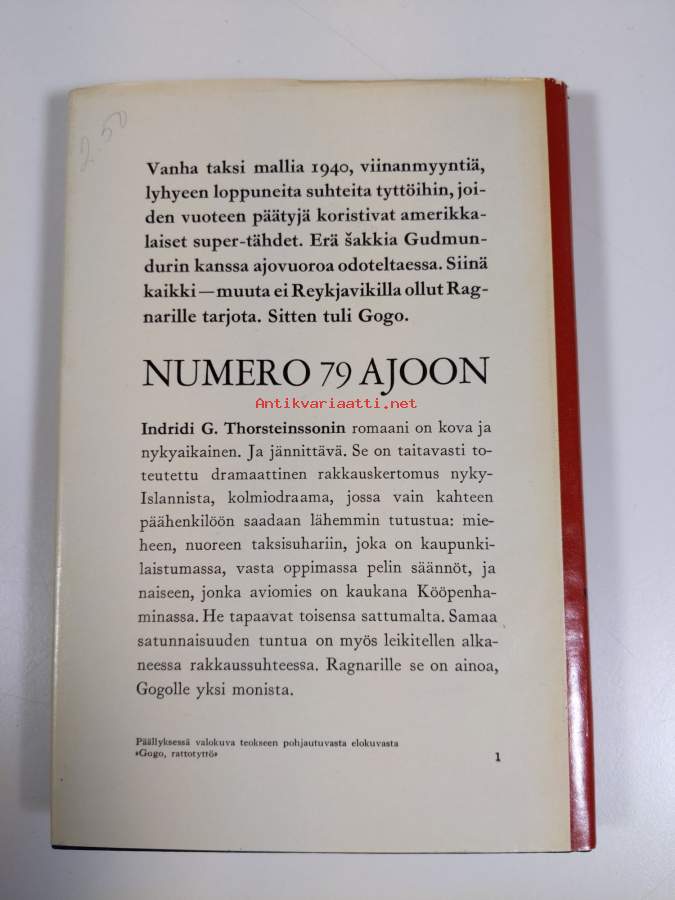 2.50
Vanha taksi mallia 1940, viinanmyyntiä,
lyhyeen loppuneita suhteita tyttöihin, joi-
den vuoteen päätyjä koristivat amerikka-
laiset super-tähdet. Erä šakkia Gudmun-
durin kanssa ajovuoroa odoteltaessa. Siinä
kaikki—muuta ei Reykjavikilla ollut Rag-
narille tarjota. Sitten tuli Gogo.
NUMERO 79 AJOON
Antikvariaatti.net
Indridi G. Thorsteinssonin romaani on kova ja
nykyaikainen. Ja jännittävä. Se on taitavasti to-
teutettu dramaattinen rakkauskertomus nyky-
Islannista, kolmiodraama, jossa vain kahteen
päähenkilöön saadaan lähemmin tutustua: mie-
heen, nuoreen taksisuhariin, joka on kaupunki-
laistumassa, vasta oppimassa pelin säännöt, ja
naiseen, jonka aviomies on kaukana Kööpenha-
minassa. He tapaavat toisensa sattumalta. Samaa
satunnaisuuden tuntua on myös leikitellen alka-
neessa rakkaussuhteessa. Ragnarille se on ainoa,
Gogolle yksi monista.
Päällyksessä valokuva teokseen pohjautuvasta elokuvasta
»Gogo, rattotyttö»
1